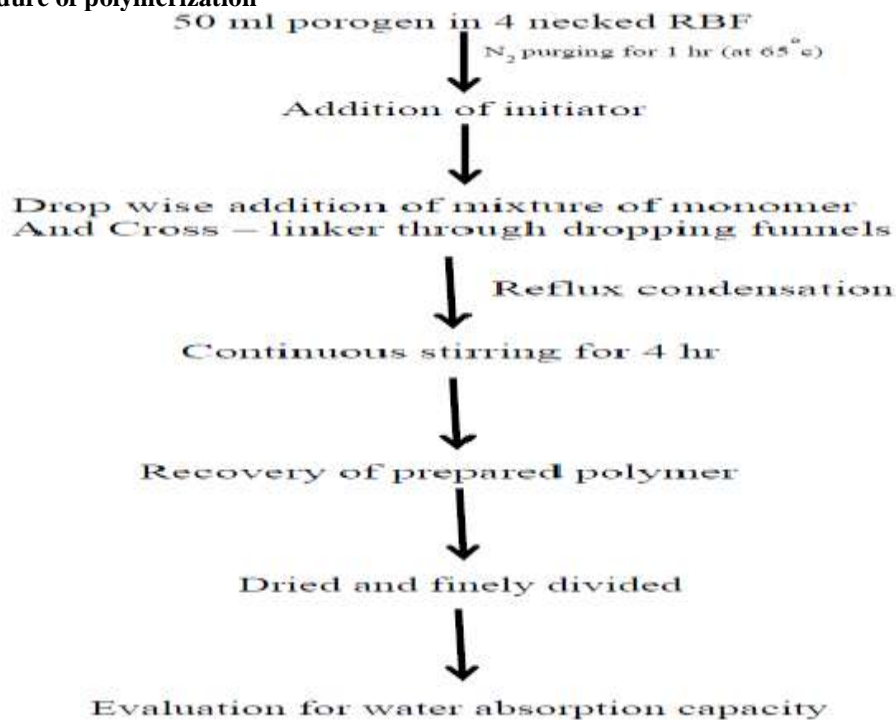 of polymerization
50 ml porogen in 4 necked RBF
N2 purging for 1 hr (at 65°c)
Addition of initiator
Drop wise addition of mixture of monomer
And Cross – linker through dropping funnels
Reflux condensation
Continuous stirring for 4 hr
Recovery of prepared polymer
Dried and finely divided
Evaluation for water absorption capacity